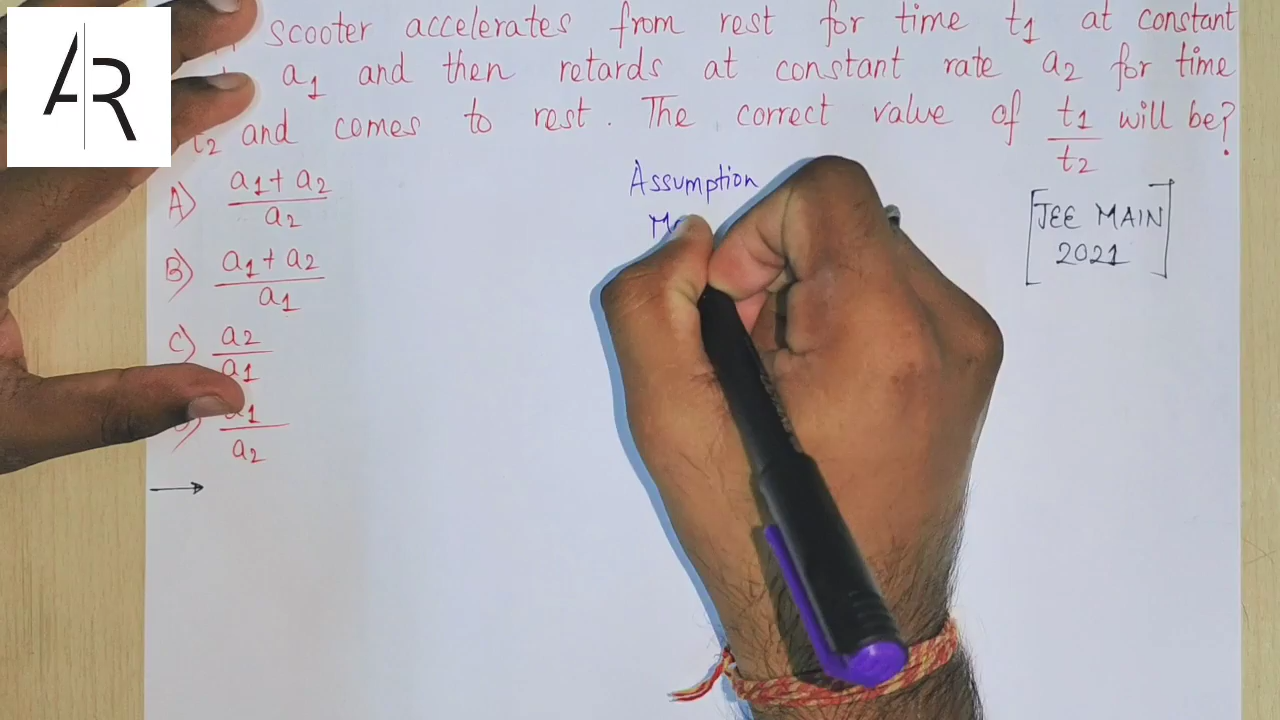 AR
scooter accelerates from rest for time t1 at constant
a1 and then retards at constant rate a2 for time
t2 and comes to rest. The correct value of t1/t2 will be?
A) a1 + a2 / a2
B) a1 + a2 / a1
C) a2 / a1
a1 / a2
Assumption
[JEE MAIN
2021]